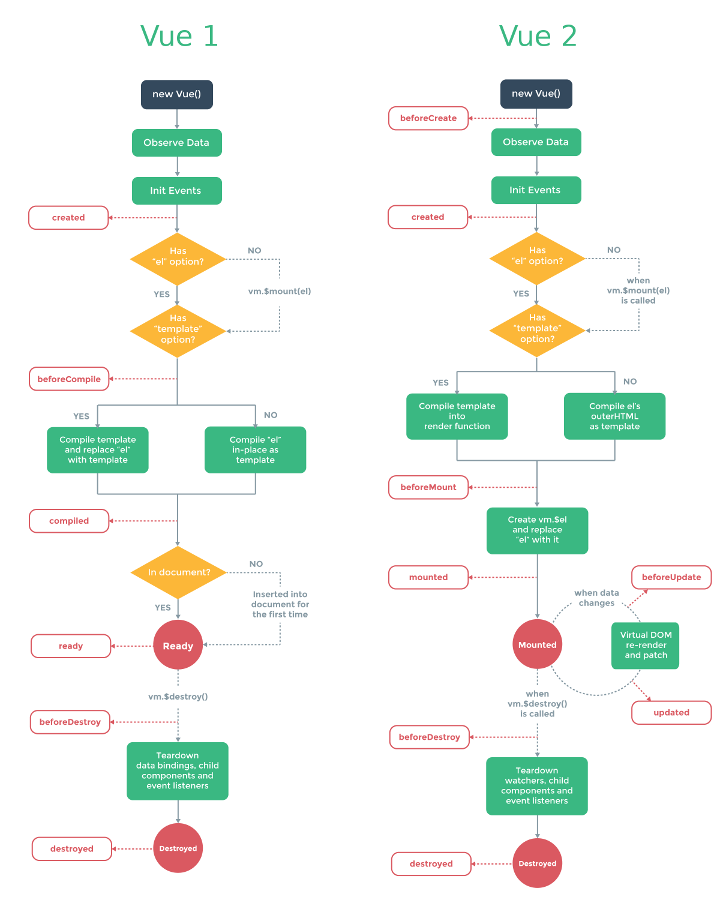 Vue 1
new Vue()
Observe Data
Init Events
created
Has
"el" option?
NO
YES
vm.$mount(el)
Has
"template"
option?
beforeCompile
YES
NO
Compile template
and replace "el"
with template
Compile "el"
in-place as
template
compiled
In document?
NO
YES
Inserted into
document for
the first time
ready
Ready
vm.$destroy()
beforeDestroy
Teardown
data bindings, child
components and
event listeners
destroyed
Destroyed
Vue 2
new Vue()
beforeCreate
Observe Data
Init Events
created
Has
"el" option?
NO
YES
when
vm.$mount(el)
is called
Has
"template"
option?
YES
NO
Compile template
into
render function
Compile el's
outerHTML
as template
beforeMount
Create vm.$el
and replace
"el" with it
mounted
Mounted
when data
changes
beforeUpdate
Virtual DOM
re-render
and patch
updated
when
vm.$destroy()
is called
beforeDestroy
Teardown
watchers, child
components and
event listeners
destroyed
Destroyed